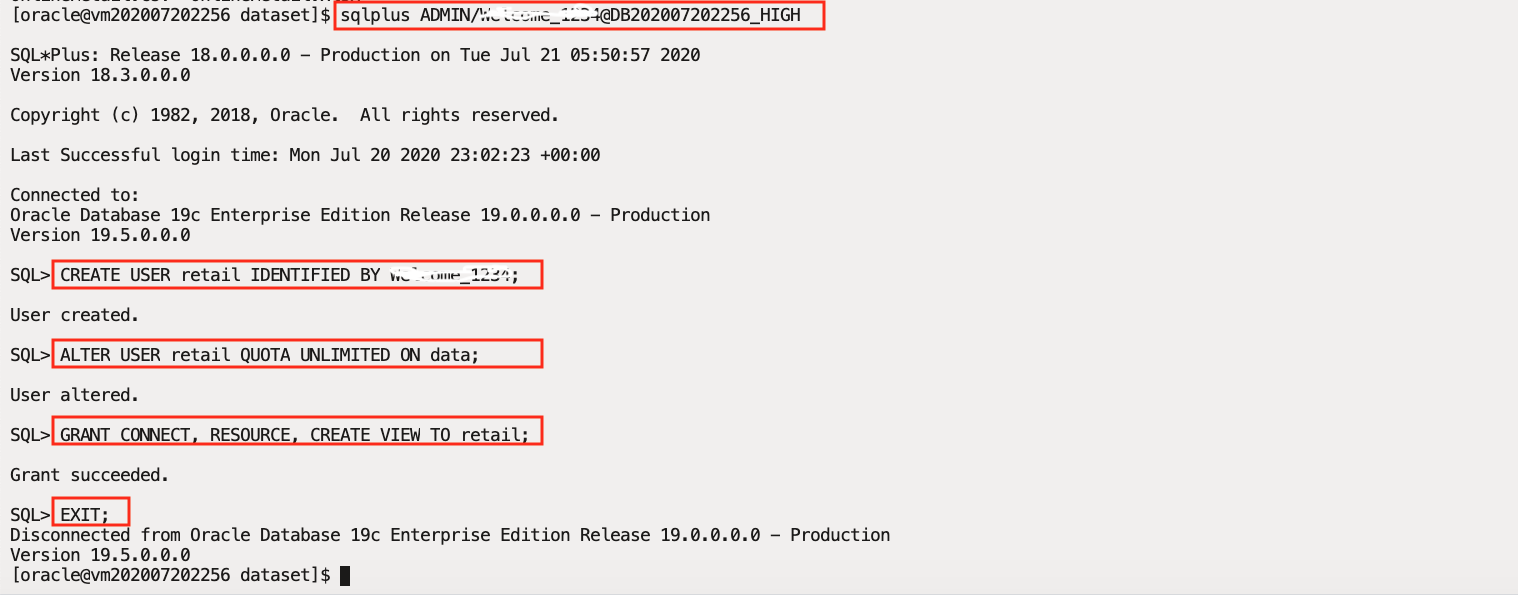 [oracle@vm202007202256 dataset]$ sqlplus ADMIN/@DB202007202256_HIGH
SQL*Plus: Release 18.0.0.0.0 – Production on Tue Jul 21 05:50:57 2020
Version 18.3.0.0.0
Copyright (c) 1982, 2018, Oracle.  All rights reserved.
Last Successful login time: Mon Jul 20 2020 23:02:23 +00:00
Connected to:
Oracle Database 19c Enterprise Edition Release 19.0.0.0.0 – Production
Version 19.5.0.0.0
SQL> CREATE USER retail IDENTIFIED BY ;
User created.
SQL> ALTER USER retail QUOTA UNLIMITED ON data;
User altered.
SQL> GRANT CONNECT, RESOURCE, CREATE VIEW TO retail;
Grant succeeded.
SQL> EXIT;
Disconnected from Oracle Database 19c Enterprise Edition Release 19.0.0.0.0 – Production
Version 19.5.0.0.0
[oracle@vm202007202256 dataset]$